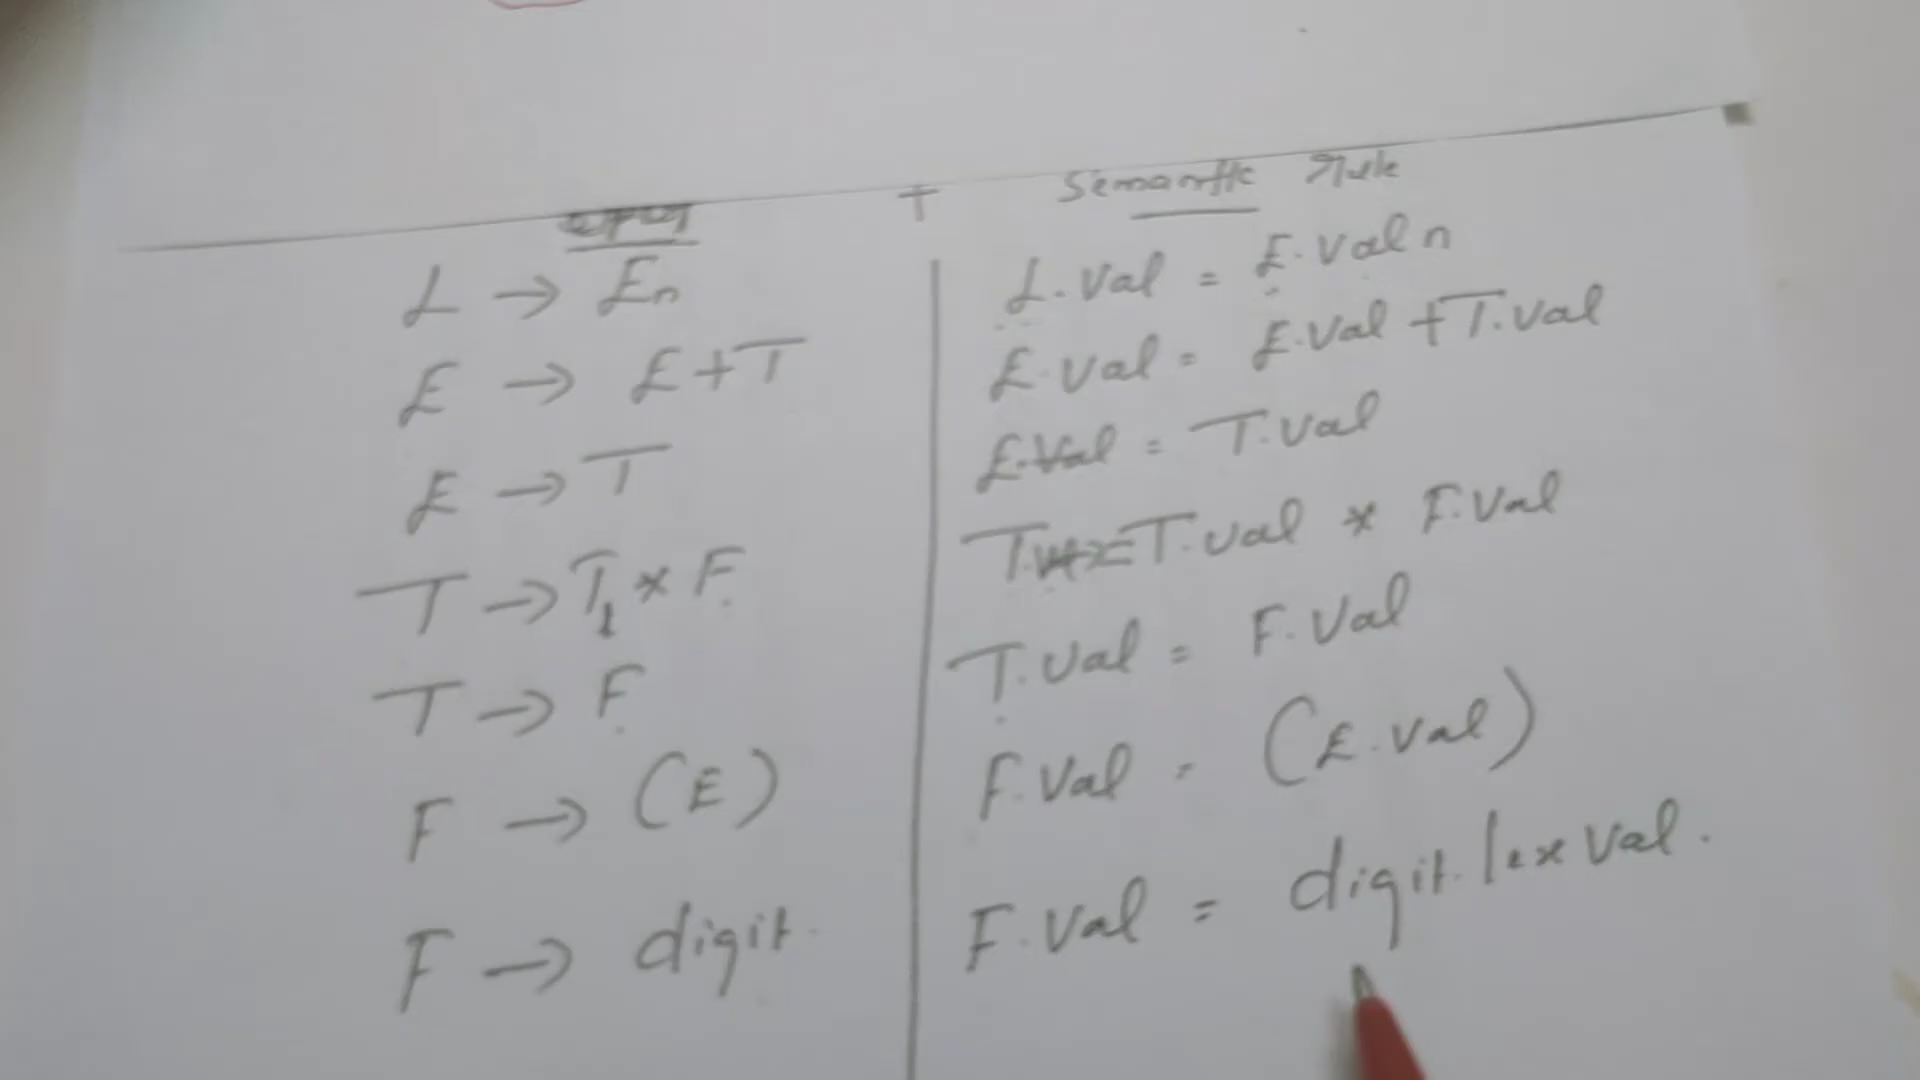 + Semantic Rule
L → En L.val = E.val n
E → E + T E.val = E.val + T.val
E → T E.val = T.val
T → T1 * F T. = T.val * F.val
T → F T.val = F.val
F → (E) F.val = (E.val)
F → digit. F.val = digit.lexval.